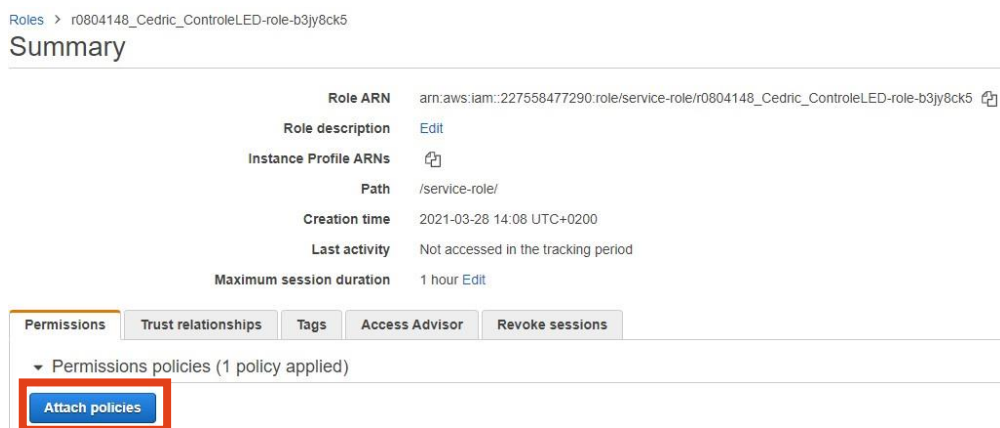 Roles > r0804148_Cedric_ControleLED-role-b3jy8ck5
Summary
Role ARN arn:aws:iam::227558477290:role/service-role/r0804148_Cedric_ControleLED-role-b3jy8ck5
Role description Edit
Instance Profile ARNs
Path /service-role/
Creation time 2021-03-28 14:08 UTC+0200
Last activity Not accessed in the tracking period
Maximum session duration 1 hour Edit
Permissions Trust relationships Tags Access Advisor Revoke sessions
Permissions policies (1 policy applied)
Attach policies